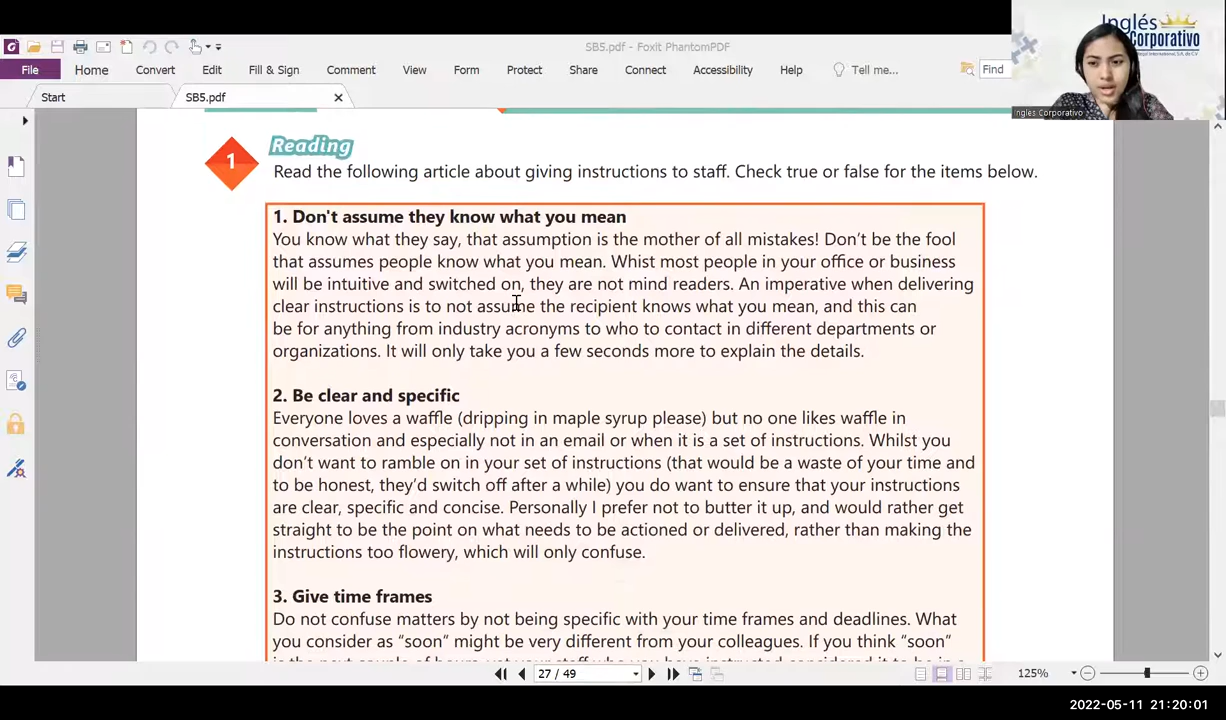 SB5.pdf - Foxit PhantomPDF
File Home Convert Edit Fill & Sign Comment View Form Protect Share Connect Accessibility Help Tell me... Find
Start SB5.pdf
Inglés
Corporativo
Inglés Corporativo
1 Reading
Read the following article about giving instructions to staff. Check true or false for the items below.
1. Don't assume they know what you mean
You know what they say, that assumption is the mother of all mistakes! Don't be the fool
that assumes people know what you mean. Whist most people in your office or business
will be intuitive and switched on, they are not mind readers. An imperative when delivering
clear instructions is to not assume the recipient knows what you mean, and this can
be for anything from industry acronyms to who to contact in different departments or
organizations. It will only take you a few seconds more to explain the details.
2. Be clear and specific
Everyone loves a waffle (dripping in maple syrup please) but no one likes waffle in
conversation and especially not in an email or when it is a set of instructions. Whilst you
don't want to ramble on in your set of instructions (that would be a waste of your time and
to be honest, they'd switch off after a while) you do want to ensure that your instructions
are clear, specific and concise. Personally I prefer not to butter it up, and would rather get
straight to be the point on what needs to be actioned or delivered, rather than making the
instructions too flowery, which will only confuse.
3. Give time frames
Do not confuse matters by not being specific with your time frames and deadlines. What
you consider as “soon” might be very different from your colleagues. If you think “soon”
27 / 49
125%
2022-05-11 21:20:01